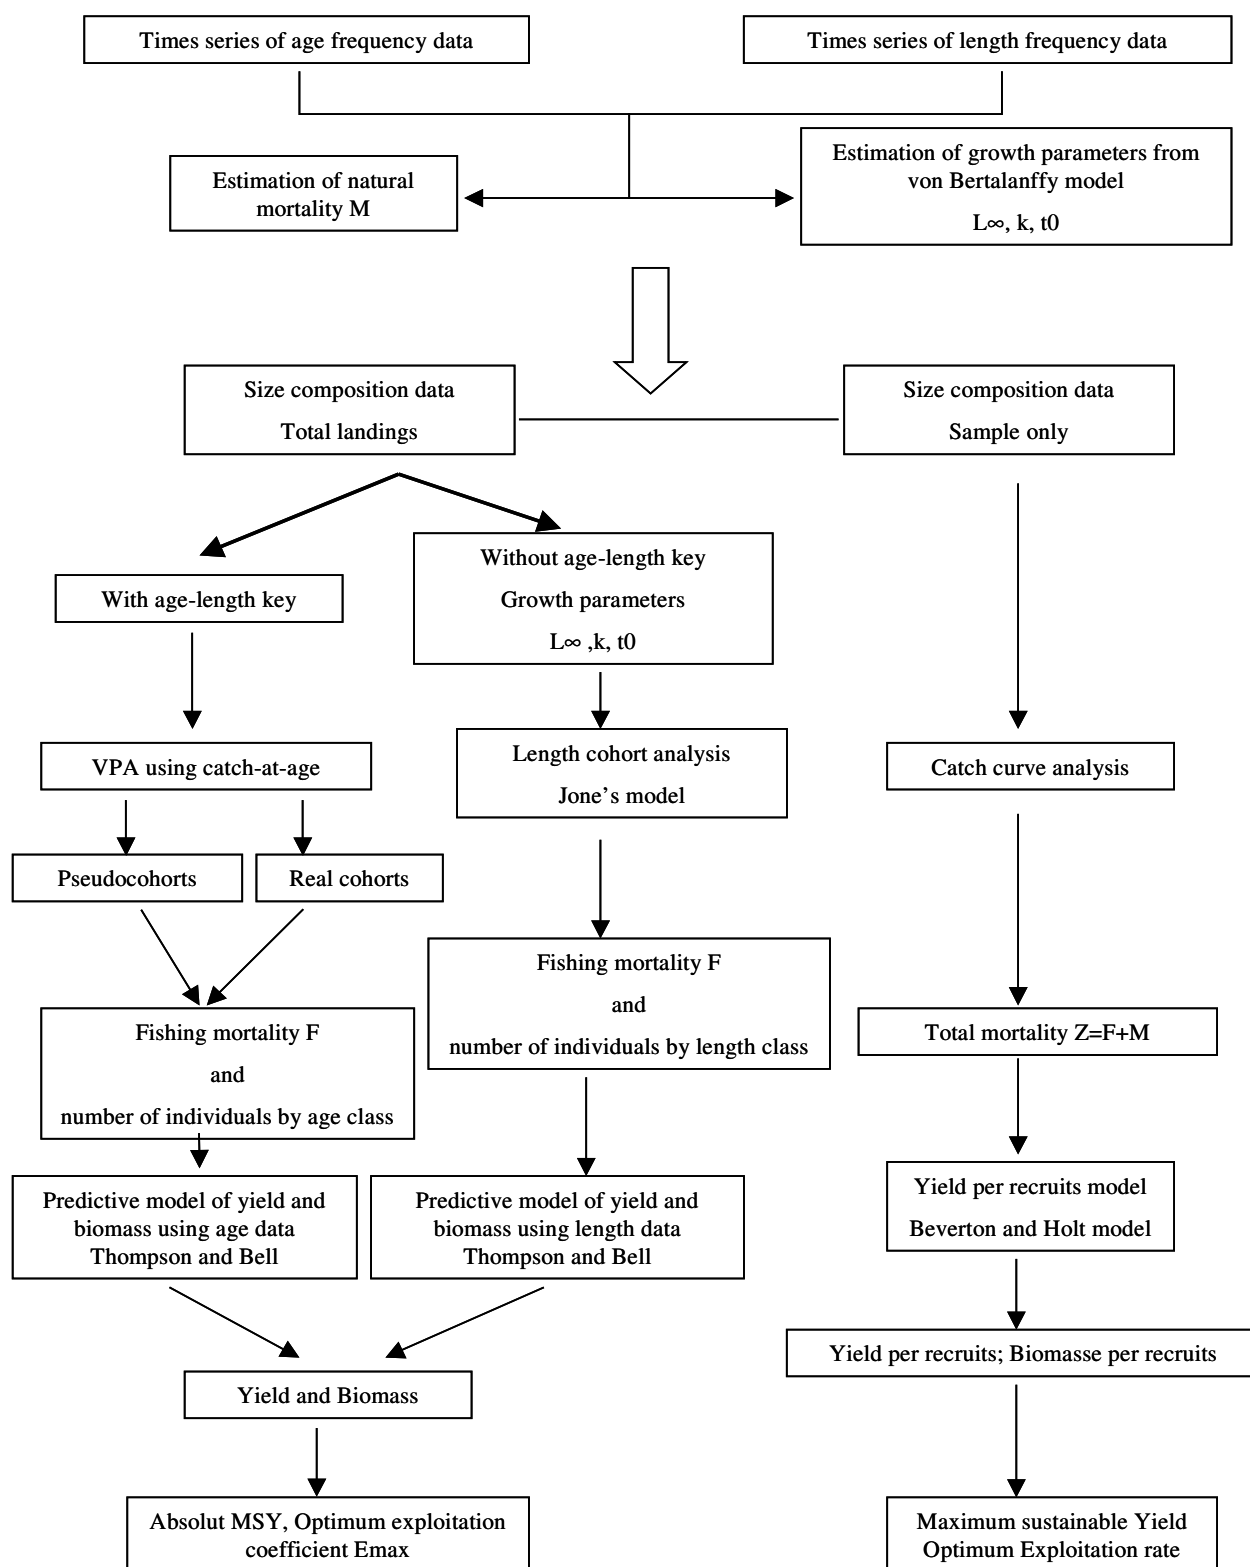 Times series of age frequency data
Times series of length frequency data
Estimation of natural
mortality M
Estimation of growth parameters from
von Bertalanffy model
L∞, k, t0
Size composition data
Total landings
Size composition data
Sample only
With age-length key
Without age-length key
Growth parameters
L∞ ,k, t0
VPA using catch-at-age
Length cohort analysis
Jone's model
Catch curve analysis
Pseudocohorts
Real cohorts
Fishing mortality F
and
number of individuals by age class
Fishing mortality F
and
number of individuals by length class
Total mortality Z=F+M
Predictive model of yield and
biomass using age data
Thompson and Bell
Predictive model of yield and
biomass using length data
Thompson and Bell
Yield per recruits model
Beverton and Holt model
Yield and Biomass
Yield per recruits; Biomasse per recruits
Absolut MSY, Optimum exploitation
coefficient Emax
Maximum sustainable Yield
Optimum Exploitation rate